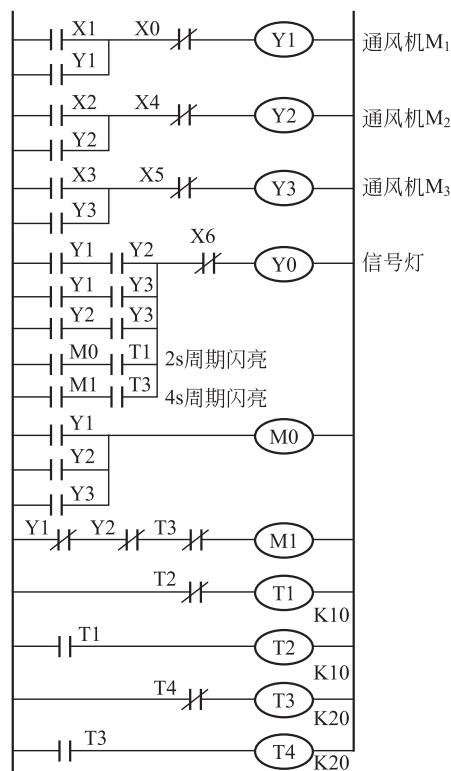 X1 X0 Y1 通风机M1
Y1
X2 X4 Y2 通风机M2
Y2
X3 X5 Y3 通风机M3
Y3
Y1 Y2 X6 Y0 信号灯
Y1 Y3
Y2 Y3
M0 T1 2s周期闪亮
M1 T3 4s周期闪亮
Y1 M0
Y2
Y3
Y1 Y2 T3 M1
T2 T1
K10
T1 T2
K10
T4 T3
K20
T3 T4
K20